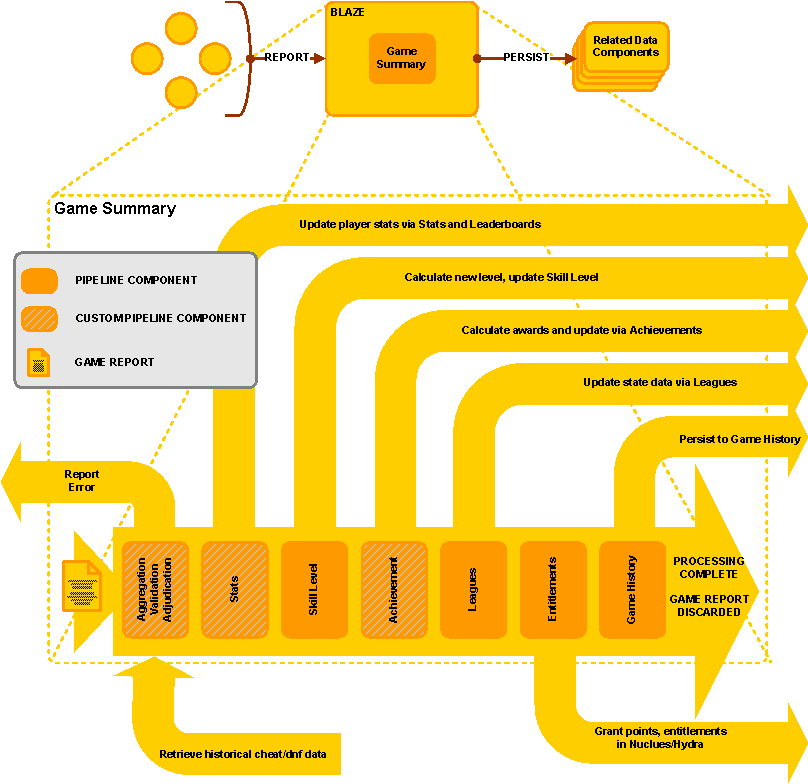 BLAZE
Game
Summary
REPORT
PERSIST
Related Data
Components
Game Summary
Update player stats via Stats and Leaderboards
PIPELINE COMPONENT
CUSTOM PIPELINE COMPONENT
GAME REPORT
Calculate new level, update Skill Level
Calculate awards and update via Achievements
Update state data via Leagues
Persist to Game History
Report
Error
Aggregation
Validation
Adjudication
Stats
Skill Level
Achievement
Leagues
Entitlements
Game History
PROCESSING
COMPLETE
GAME REPORT
DISCARDED
Retrieve historical cheat/dnf data
Grant points, entitlements
in Nuclues/Hydra